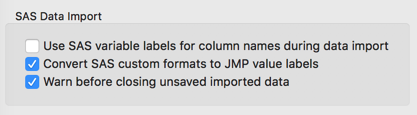 SAS Data Import
Use SAS variable labels for column names during data import
Convert SAS custom formats to JMP value labels
Warn before closing unsaved imported data